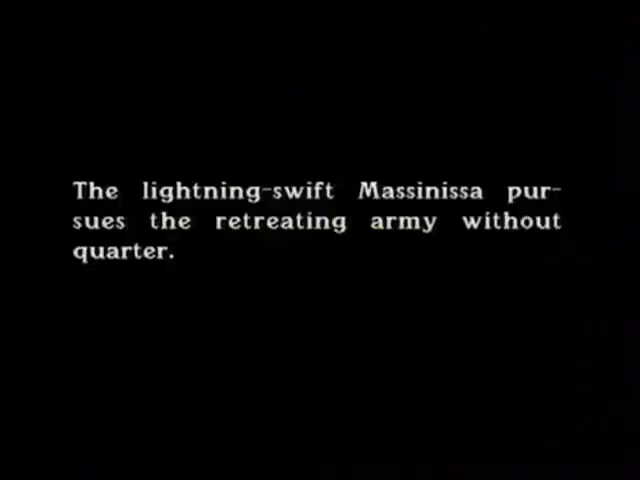 The lightning-swift Massinissa pur-
sues the retreating army without
quarter.